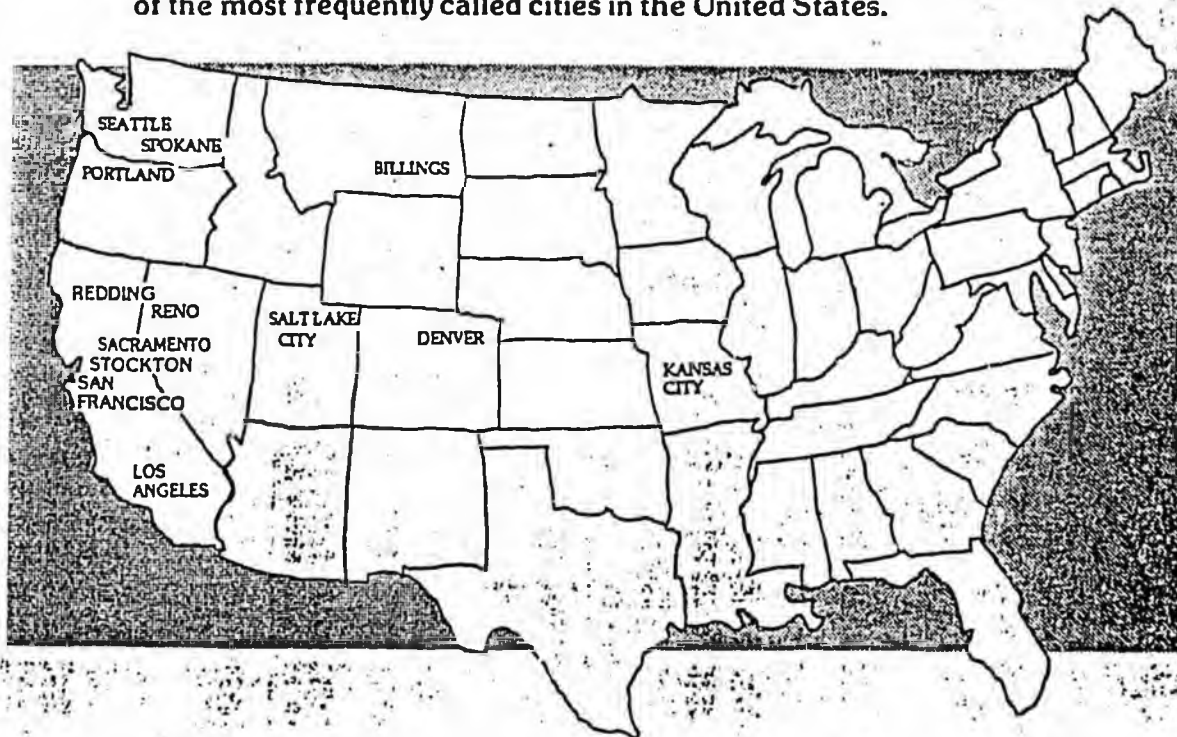 of the most frequently called cities in the United States.
SEATTLE
SPOKANE
PORTLAND
BILLINGS
REDDING
RENO
SALT LAKE
CITY
DENVER
SACRAMENTO
STOCKTON
SAN
FRANCISCO
KANSAS
CITY
LOS
ANGELES